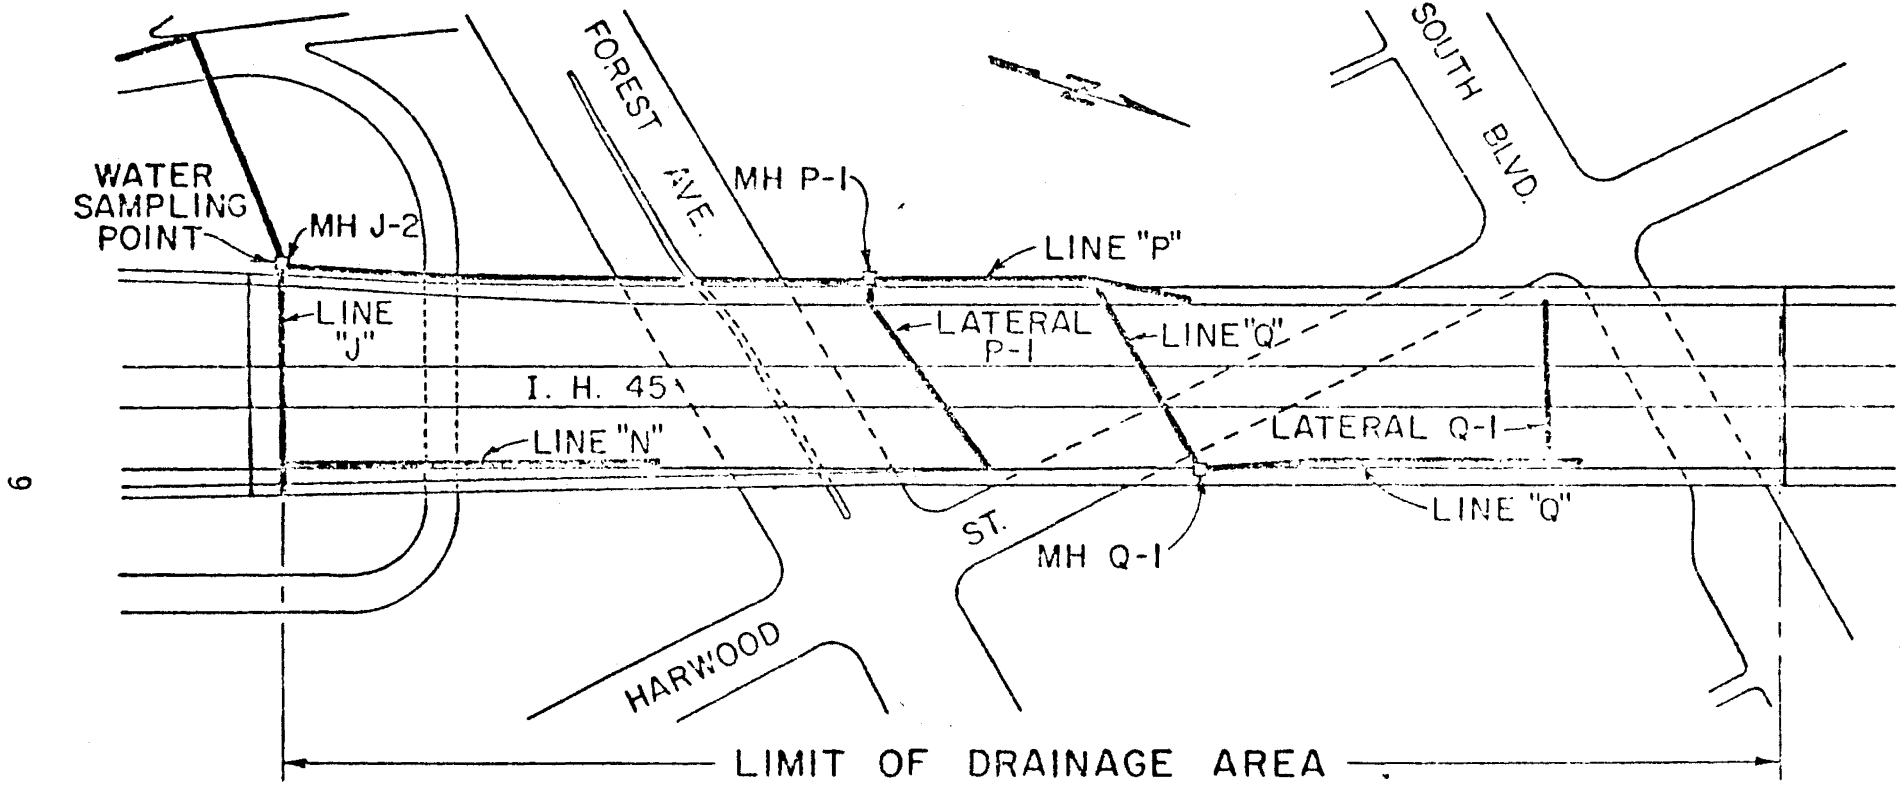 FOREST AVE.
SOUTH BLVD.
WATER
SAMPLING
POINT
MH J-2
MH P-1
LINE "P"
LINE
"J"
LATERAL
P-1
LINE "Q"
I. H. 45
LINE "N"
LATERAL Q-1
LINE "Q"
ST.
MH Q-1
HARWOOD
LIMIT OF DRAINAGE AREA